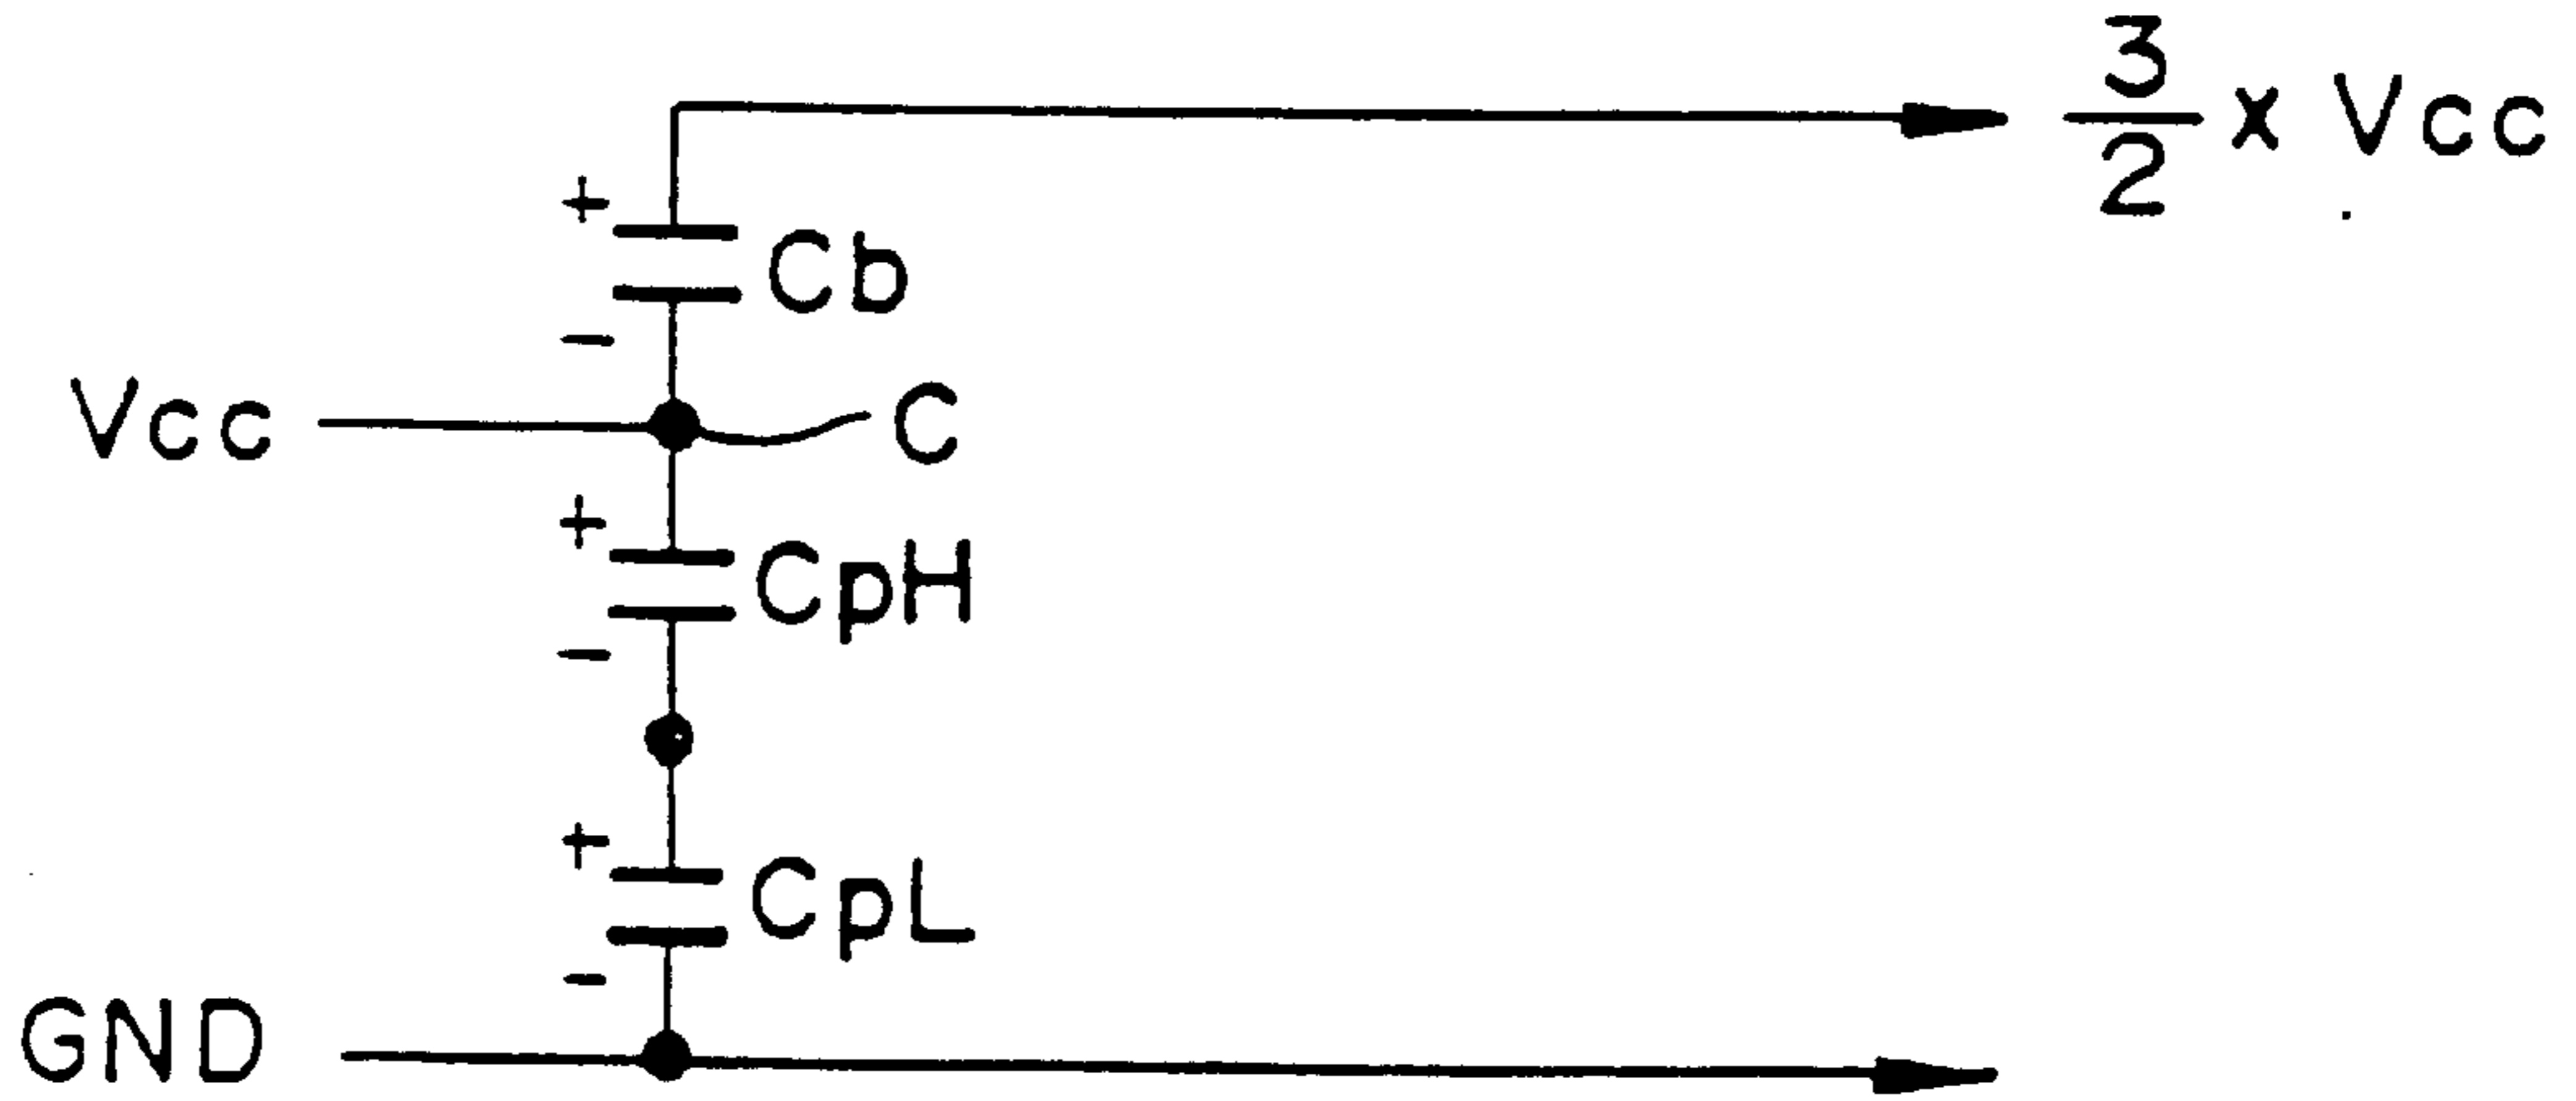 3/2 x Vcc
+
Cb
-
Vcc
C
+
CpH
-
+
CpL
-
GND